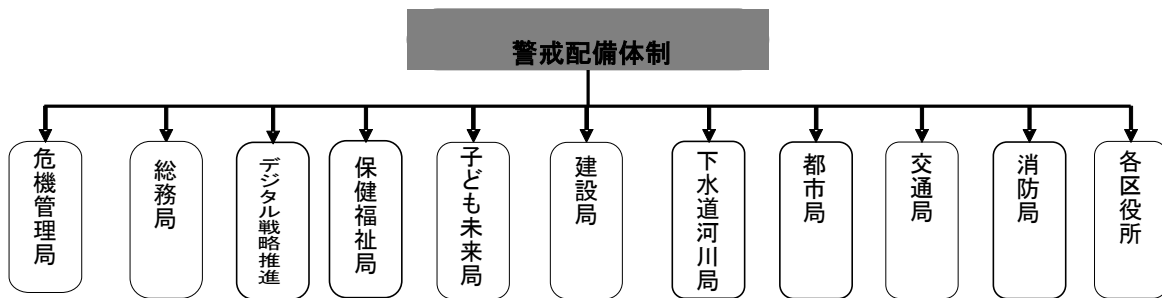 警戒配備体制
危機管理局
総務局
デジタル戦略推進
保健福祉局
子ども未来局
建設局
下水道河川局
都市局
交通局
消防局
各区役所